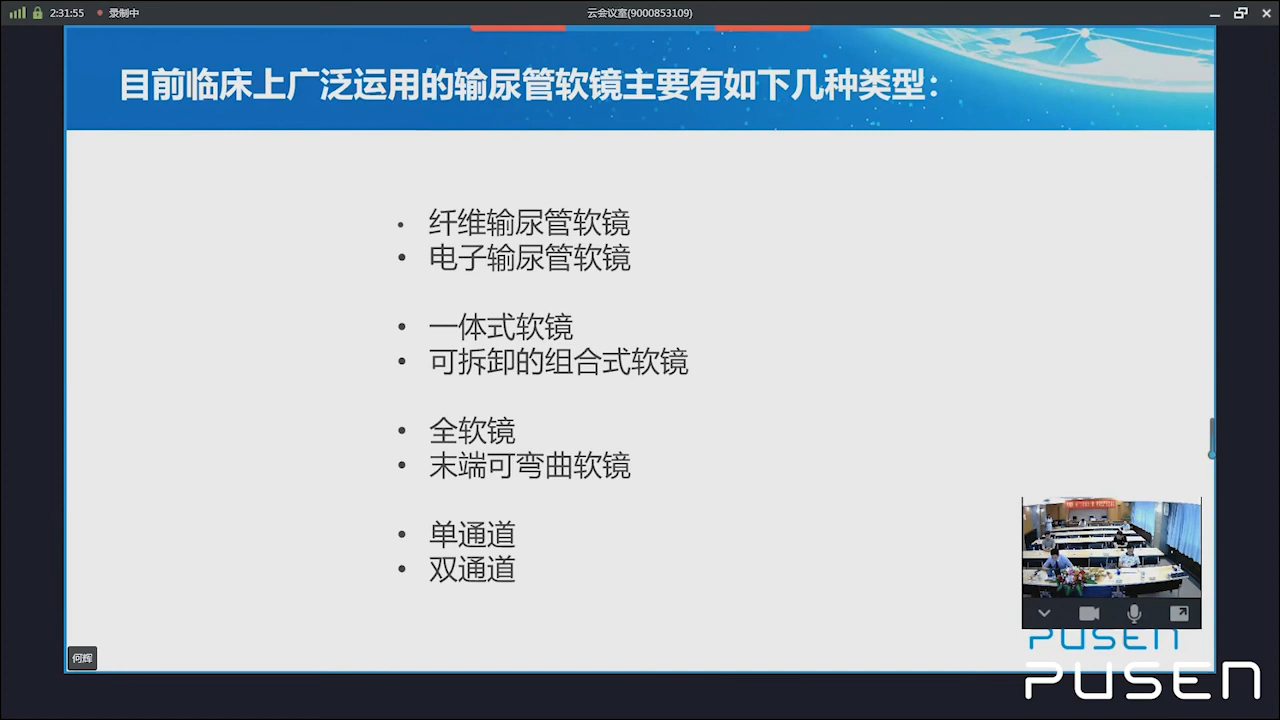 2:31:55
录制中
云会议室(9000853109)
目前临床上广泛运用的输尿管软镜主要有如下几种类型：
• 纤维输尿管软镜
• 电子输尿管软镜
• 一体式软镜
• 可拆卸的组合式软镜
• 全软镜
• 末端可弯曲软镜
• 单通道
• 双通道
何辉
PUSEN
PUSEN